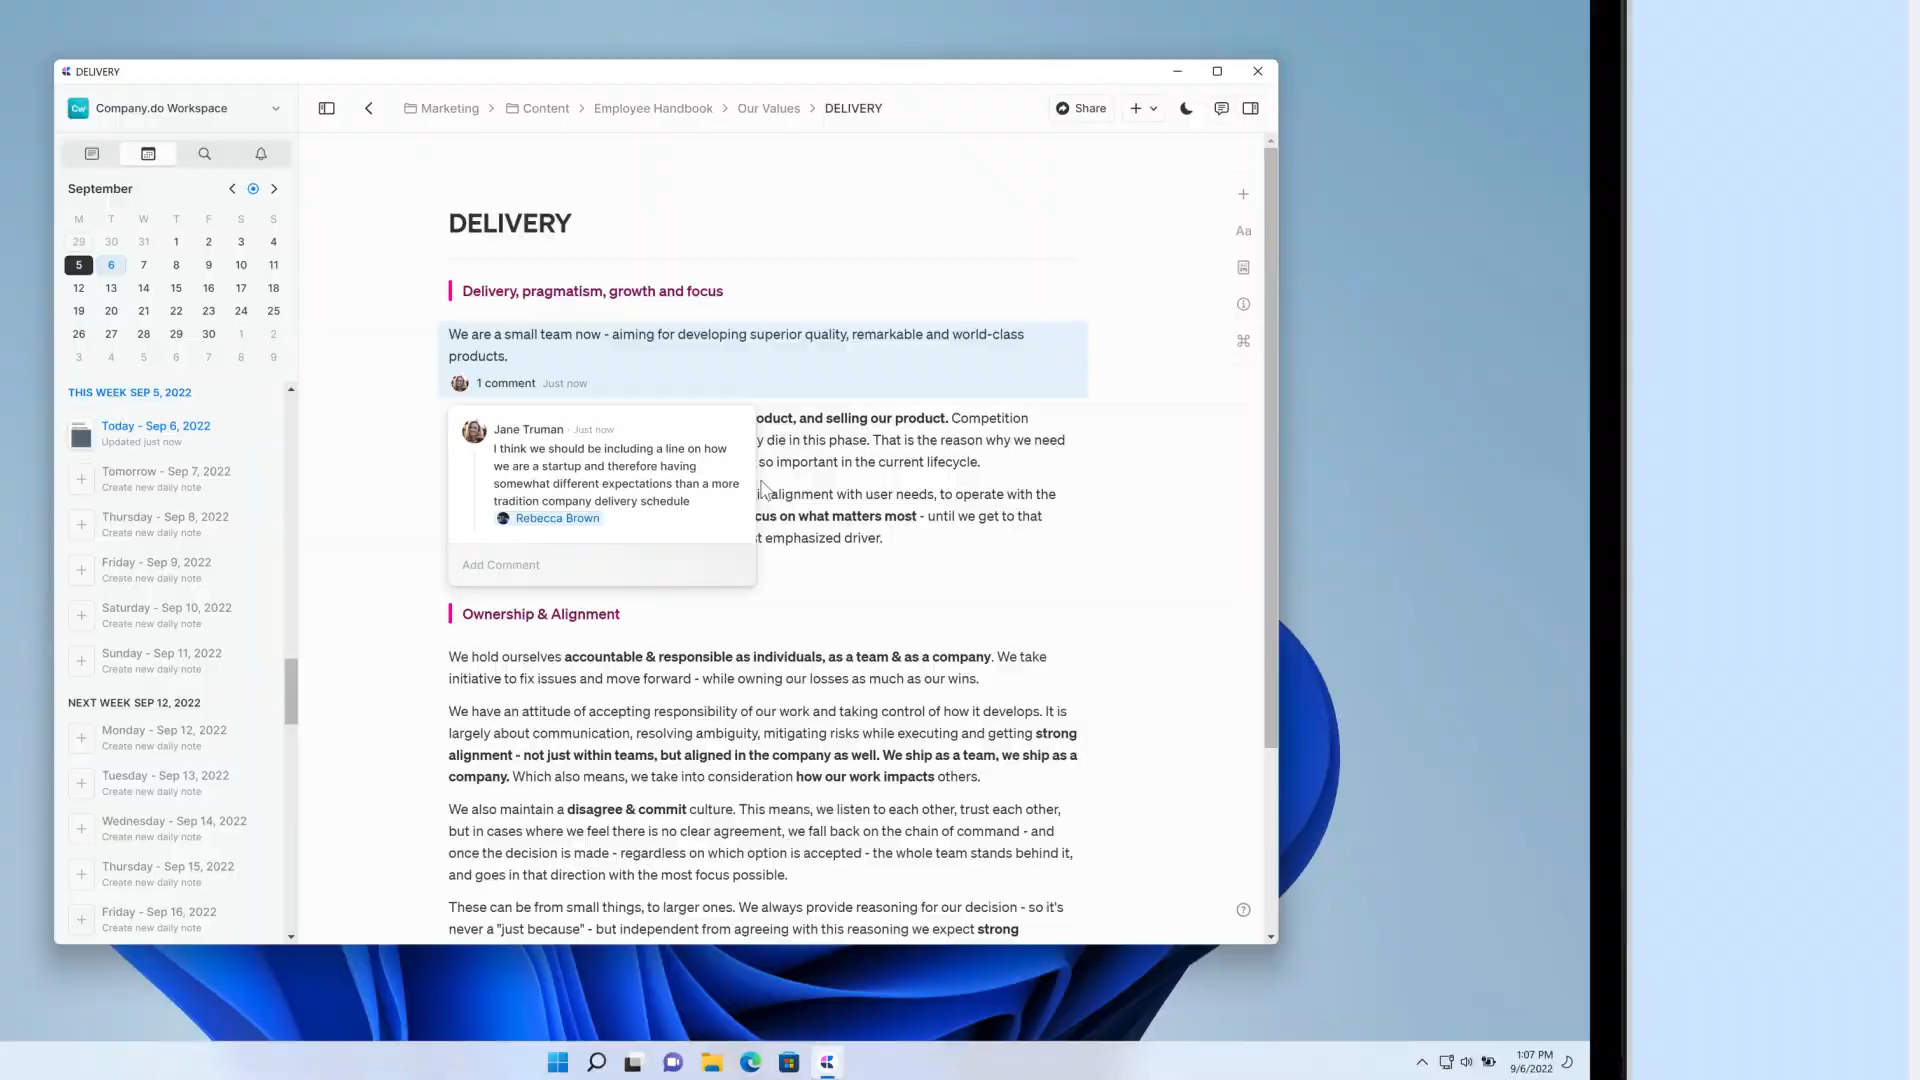 DELIVERY
Cw Company.do Workspace
Marketing > Content > Employee Handbook > Our Values > DELIVERY
Share
September
M T W T F S S
29 30 31 1 2 3 4
5 6 7 8 9 10 11
12 13 14 15 16 17 18
19 20 21 22 23 24 25
26 27 28 29 30 1 2
3 4 5 6 7 8 9
THIS WEEK SEP 5, 2022
Today - Sep 6, 2022
Updated just now
Tomorrow - Sep 7, 2022
Create new daily note
Thursday - Sep 8, 2022
Create new daily note
Friday - Sep 9, 2022
Create new daily note
Saturday - Sep 10, 2022
Create new daily note
Sunday - Sep 11, 2022
Create new daily note
NEXT WEEK SEP 12, 2022
Monday - Sep 12, 2022
Create new daily note
Tuesday - Sep 13, 2022
Create new daily note
Wednesday - Sep 14, 2022
Create new daily note
Thursday - Sep 15, 2022
Create new daily note
Friday - Sep 16, 2022
Create new daily note
DELIVERY
Delivery, pragmatism, growth and focus
We are a small team now - aiming for developing superior quality, remarkable and world-class
products.
1 comment Just now
Jane Truman · Just now
I think we should be including a line on how
we are a startup and therefore having
somewhat different expectations than a more
tradition company delivery schedule
Rebecca Brown
Add Comment
oduct, and selling our product. Competition
y die in this phase. That is the reason why we need
so important in the current lifecycle.
alignment with user needs, to operate with the
cus on what matters most - until we get to that
t emphasized driver.
Ownership & Alignment
We hold ourselves accountable & responsible as individuals, as a team & as a company. We take
initiative to fix issues and move forward - while owning our losses as much as our wins.
We have an attitude of accepting responsibility of our work and taking control of how it develops. It is
largely about communication, resolving ambiguity, mitigating risks while executing and getting strong
alignment - not just within teams, but aligned in the company as well. We ship as a team, we ship as a
company. Which also means, we take into consideration how our work impacts others.
We also maintain a disagree & commit culture. This means, we listen to each other, trust each other,
but in cases where we feel there is no clear agreement, we fall back on the chain of command - and
once the decision is made - regardless on which option is accepted - the whole team stands behind it,
and goes in that direction with the most focus possible.
These can be from small things, to larger ones. We always provide reasoning for our decision - so it's
never a "just because" - but independent from agreeing with this reasoning we expect strong
Aa
1:07 PM
9/6/2022